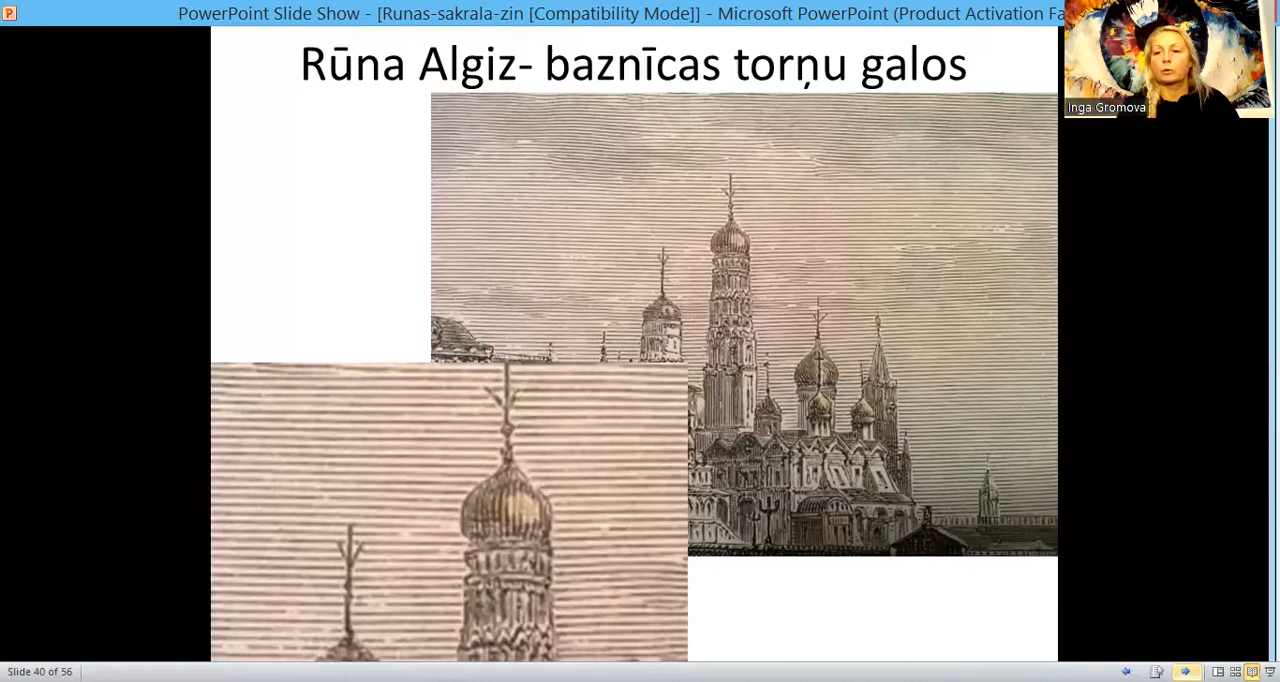 PowerPoint Slide Show - [Runas-sakrala-zin [Compatibility Mode]] - Microsoft PowerPoint (Product Activation Fa
Rūna Algiz- baznīcas torņu galos
Inga Gromova
Slide 40 of 56